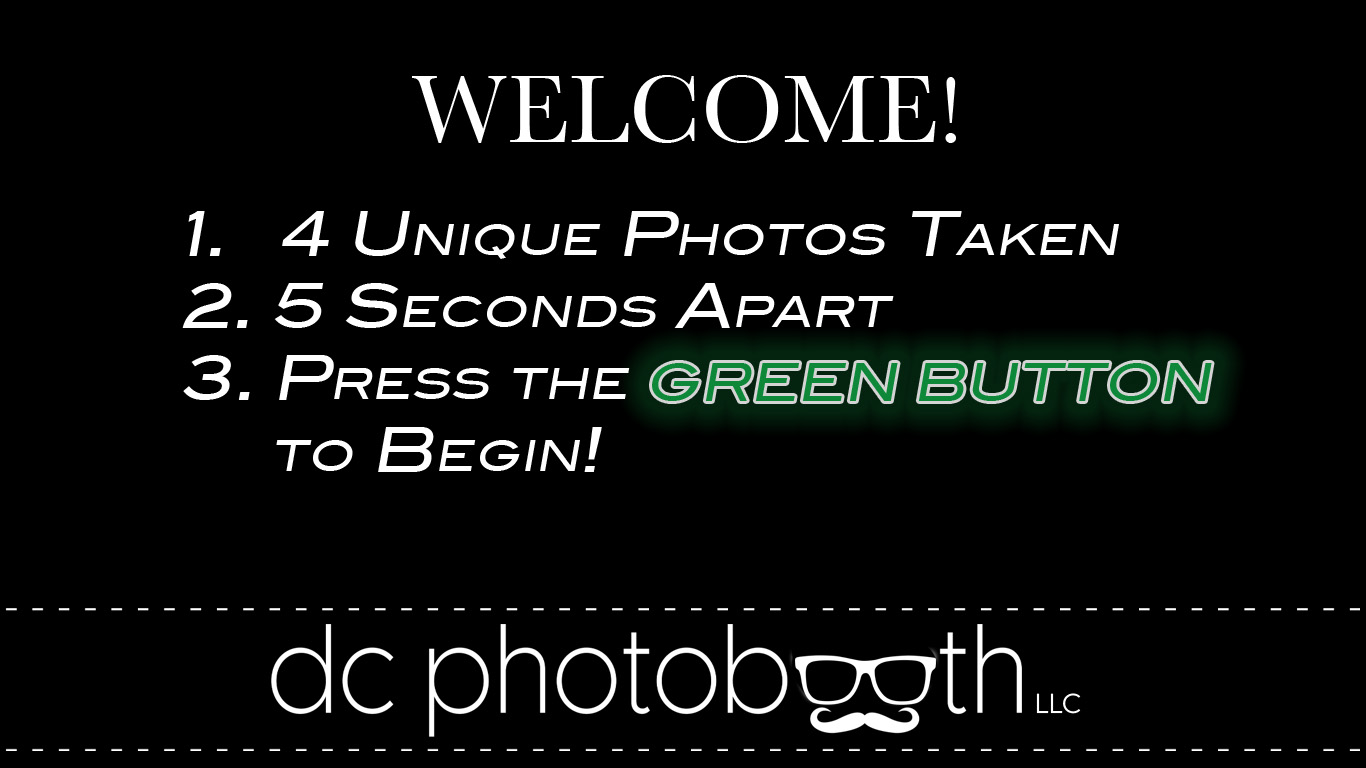 WELCOME!
1. 4 Unique Photos Taken
2. 5 Seconds Apart
3. Press the GREEN BUTTON
to Begin!
dc photobooth LLC